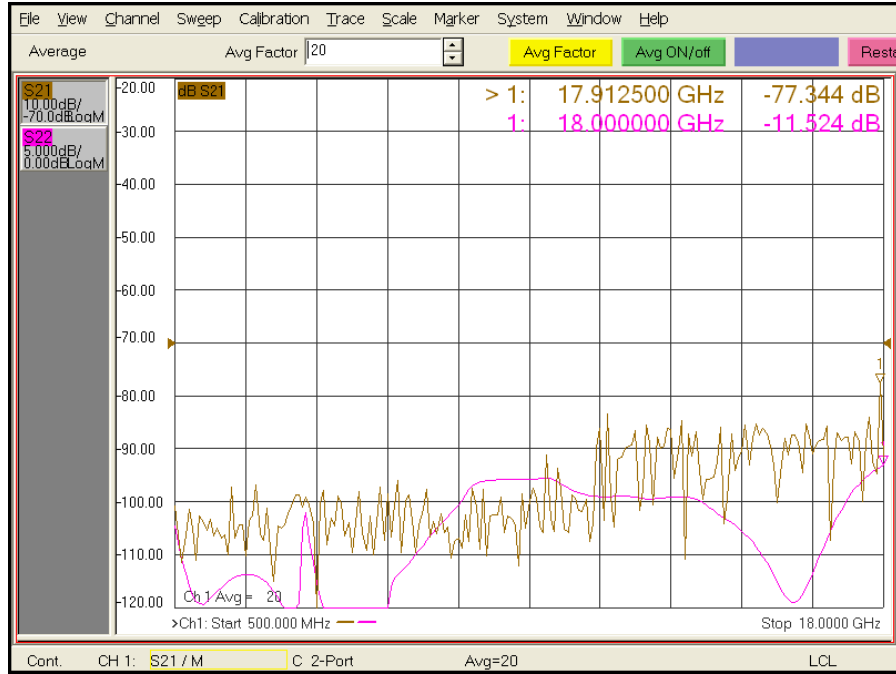 File View Channel Sweep Calibration Trace Scale Marker System Window Help
Average Avg Factor 20 Avg Factor Avg ON/off Resta
S21
10.00dB/
-70.0dB LogM
S22
5.000dB/
0.00dB LogM
dB S21
> 1: 17.912500 GHz -77.344 dB
1: 18.000000 GHz -11.524 dB
-20.00
-30.00
-40.00
-50.00
-60.00
-70.00
-80.00
-90.00
-100.00
-110.00
-120.00
1
Ch 1 Avg = 20
>Ch1: Start 500.000 MHz Stop 18.0000 GHz
Cont. CH 1: S21 / M C 2-Port Avg=20 LCL